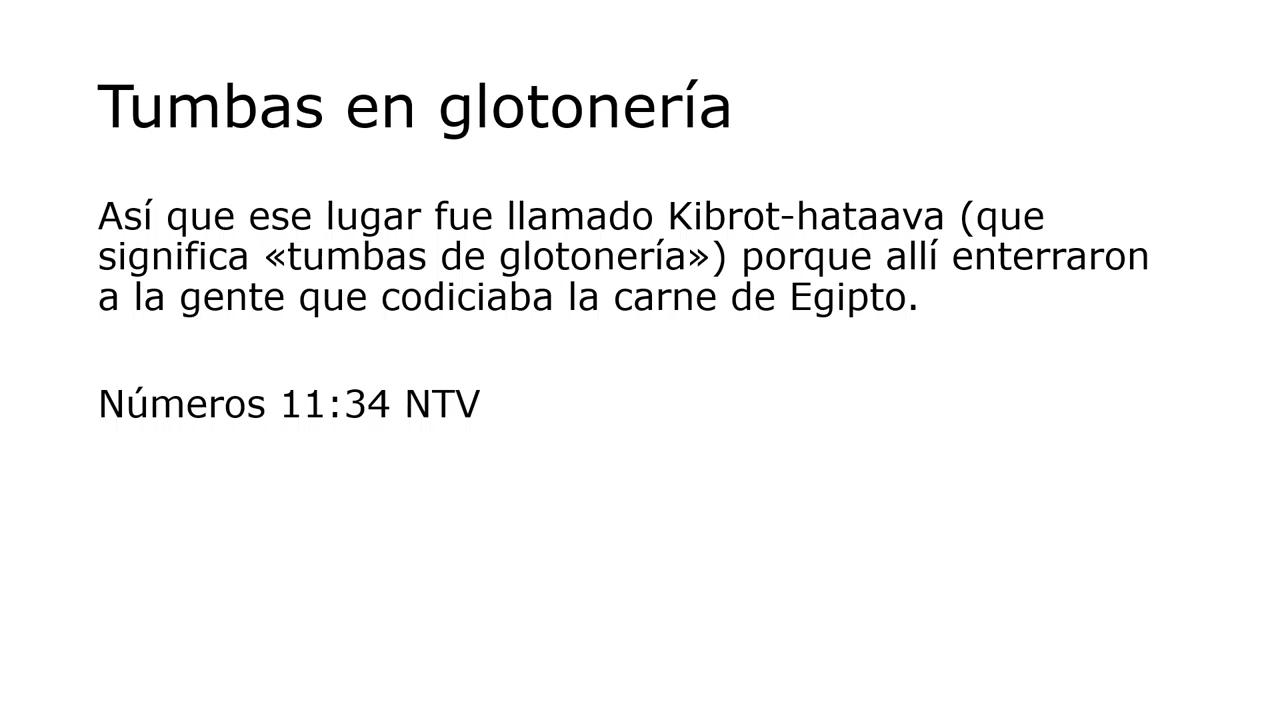 Tumbas en glotonería
Así que ese lugar fue llamado Kibrot-hataava (que
significa «tumbas de glotonería») porque allí enterraron
a la gente que codiciaba la carne de Egipto.
Números 11:34 NTV